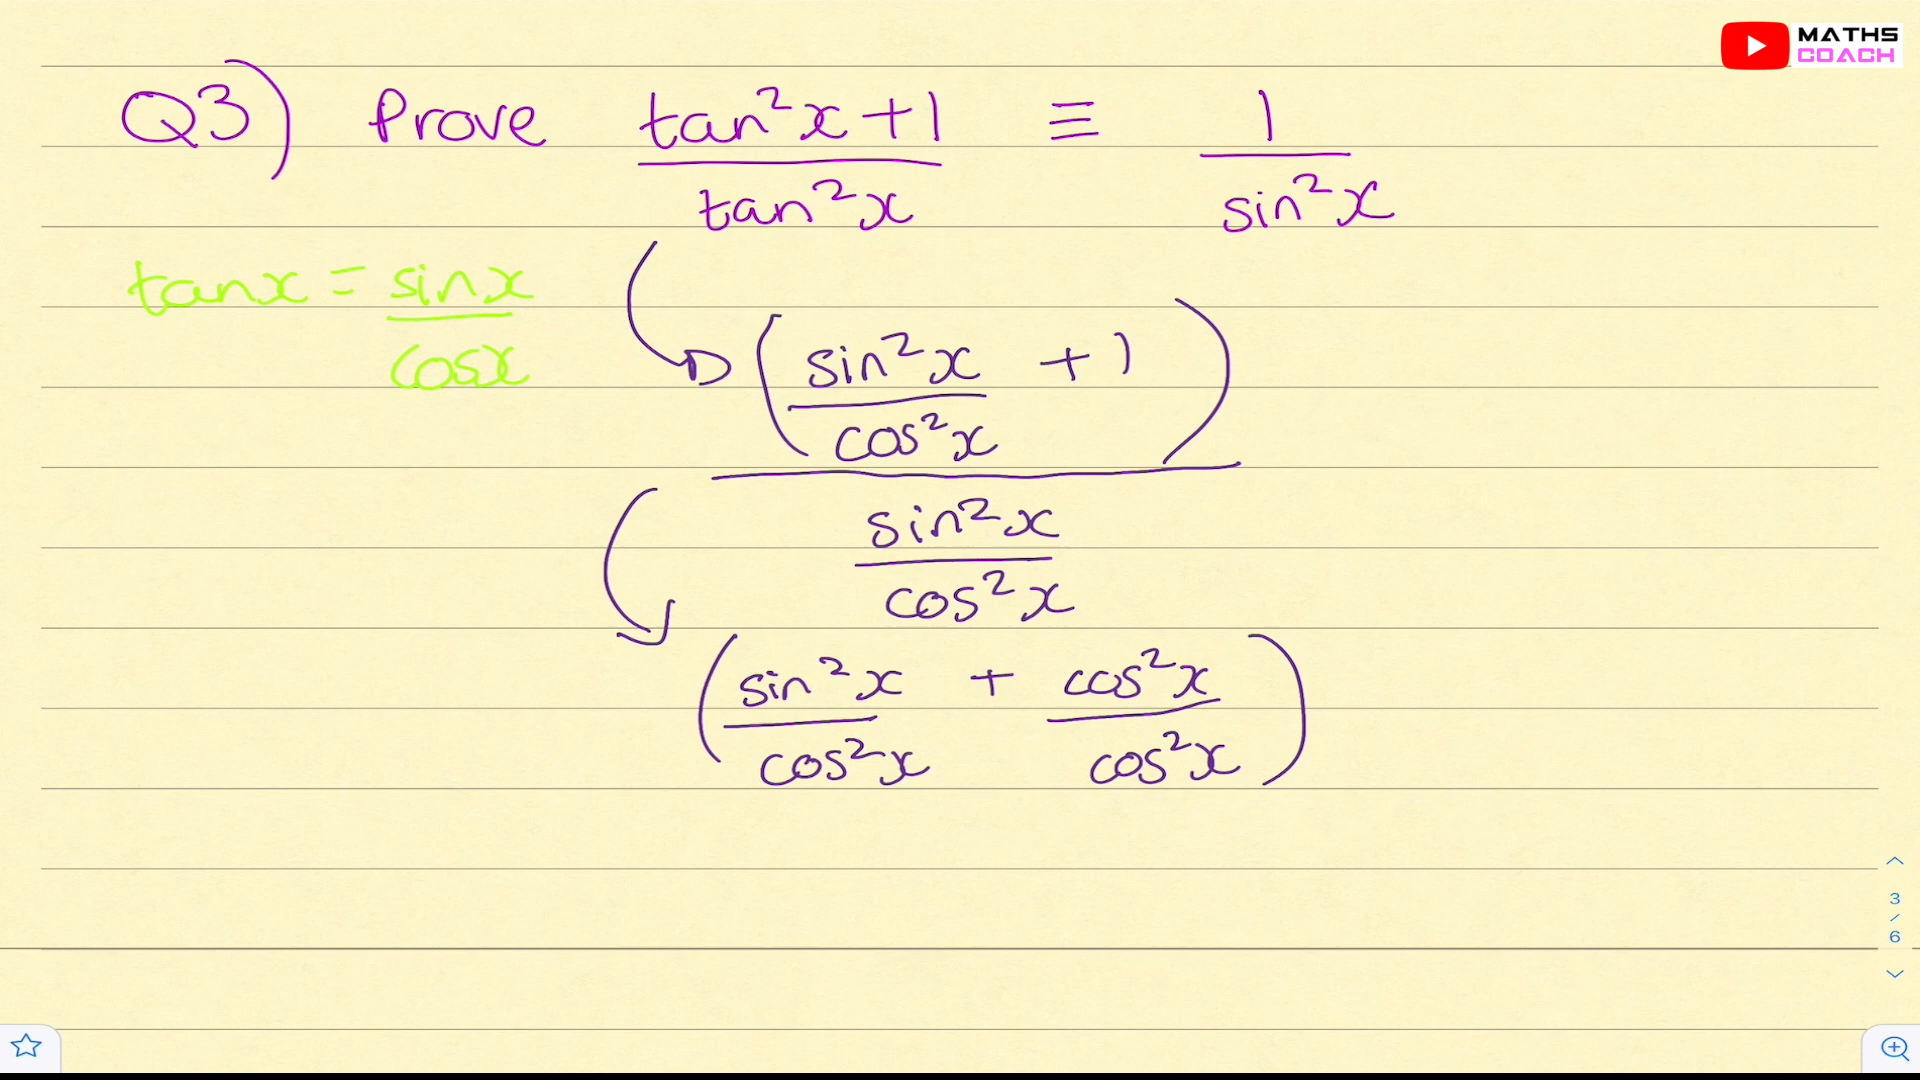 MATHS
COACH
Q3) Prove tan²x+1 ≡ 1
tan²x sin²x
tanx = sinx
cosx
(sin²x + 1)
cos²x
sin²x
cos²x
(sin²x + cos²x)
cos²x cos²x
3
/
6